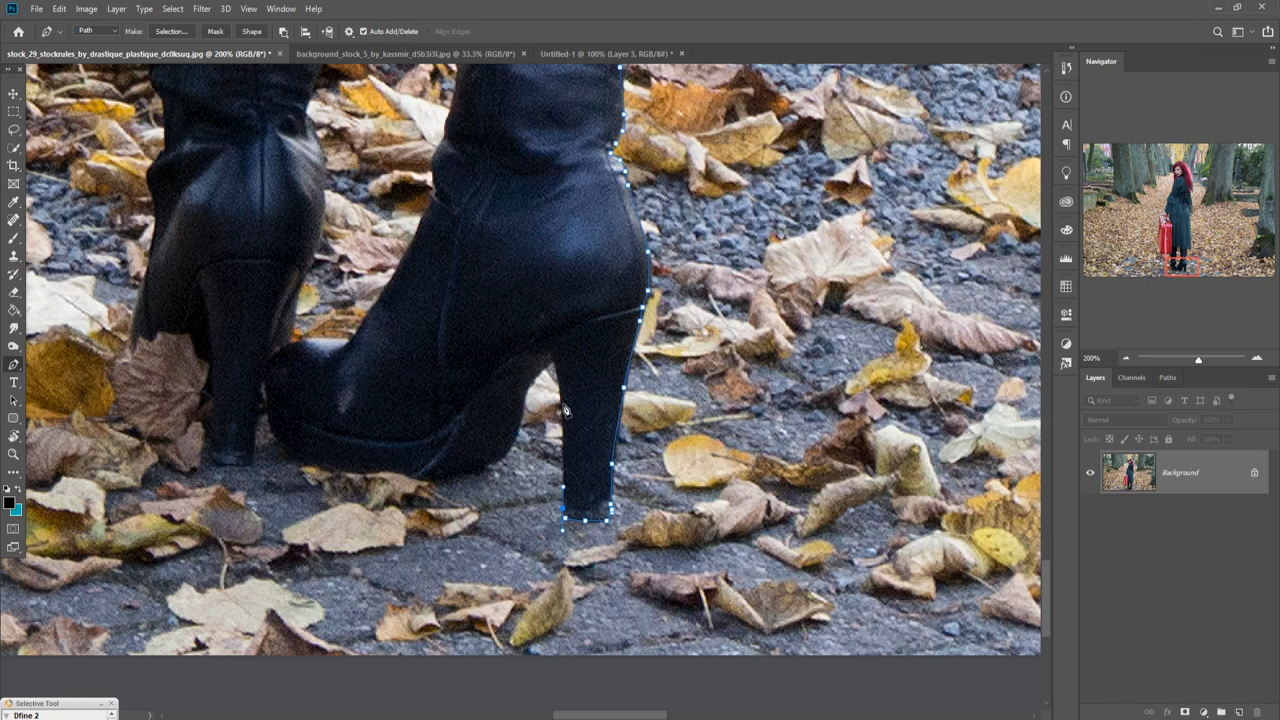 Ps File Edit Image Layer Type Select Filter 3D View Window Help
Path Make: Selection... Mask Shape Auto Add/Delete Align Edges
stock_29_stockrules_by_drastique_plastique_dc0ksuq.jpg @ 200% (RGB/8*) * × background_stock_5_by_kassmir_d5b3i3l.jpg @ 33.3% (RGB/8*) × Untitled-1 @ 100% (Layer 3, RGB/8#) * ×
Navigator
200%
Layers Channels Paths
Kind
Normal Opacity: 100%
Lock: Fill: 100%
Background
Selective Tool
Dfine 2